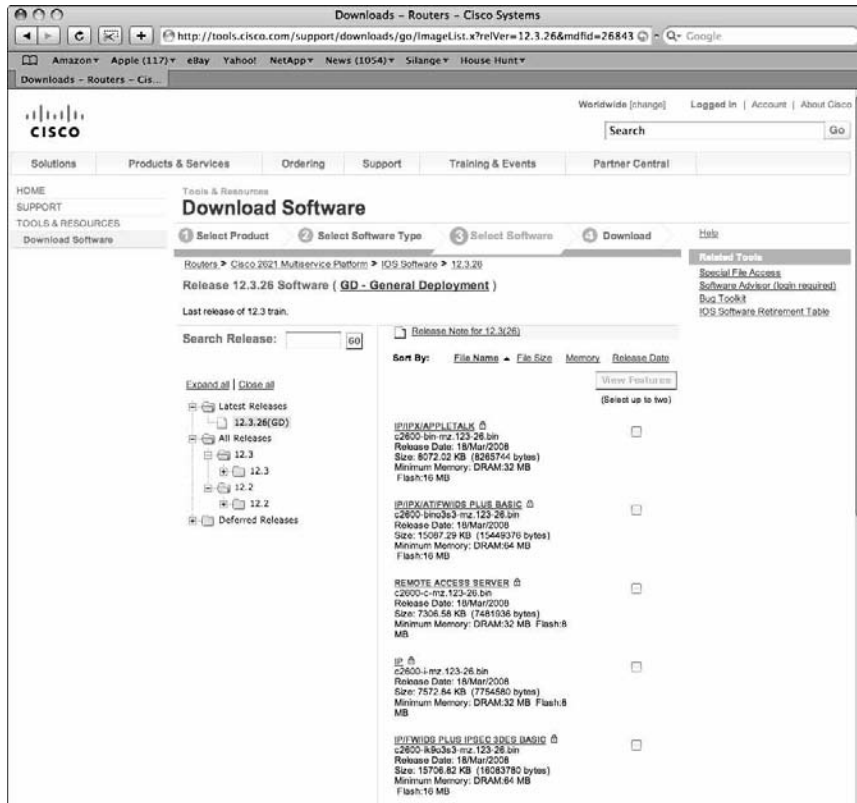 Downloads – Routers – Cisco Systems
http://tools.cisco.com/support/downloads/go/ImageList.x?relVer=12.3.26&mdfid=26843
Google
Amazon▾ Apple (117)▾ eBay Yahoo! NetApp▾ News (1054)▾ Silange▾ House Hunt▾
Downloads – Routers – Cis...
Worldwide [change] Logged In | Account | About Cisco
CISCO
Search Go
Solutions Products & Services Ordering Support Training & Events Partner Central
HOME
SUPPORT
TOOLS & RESOURCES
Download Software
Tools & Resources
Download Software
1 Select Product 2 Select Software Type 3 Select Software 4 Download
Help
Related Tools
Special File Access
Software Advisor (login required)
Bug Toolkit
IOS Software Retirement Table
Routers > Cisco 2621 Multiservice Platform > IOS Software > 12.3.26
Release 12.3.26 Software ( GD - General Deployment )
Last release of 12.3 train.
Search Release: GO
Expand all | Close all
Latest Releases
12.3.26(GD)
All Releases
12.3
12.3
12.2
12.2
Deferred Releases
Release Note for 12.3(26)
Sort By: File Name File Size Memory Release Date
View Features
(Select up to two)
IP/IPX/APPLETALK
c2600-bin-mz.123-26.bin
Release Date: 18/Mar/2008
Size: 8072.02 KB (8265744 bytes)
Minimum Memory: DRAM:32 MB
Flash:16 MB
IP/IPX/AT/FW/IDS PLUS BASIC
c2600-bino3s3-mz.123-26.bin
Release Date: 18/Mar/2008
Size: 15087.29 KB (15449376 bytes)
Minimum Memory: DRAM:64 MB
Flash:16 MB
REMOTE ACCESS SERVER
c2600-c-mz.123-26.bin
Release Date: 18/Mar/2008
Size: 7306.58 KB (7481936 bytes)
Minimum Memory: DRAM:32 MB Flash:8
MB
IP
c2600-i-mz.123-26.bin
Release Date: 18/Mar/2008
Size: 7572.84 KB (7754580 bytes)
Minimum Memory: DRAM:32 MB Flash:8
MB
IP/FW/IDS PLUS IPSEC 3DES BASIC
c2600-ik9o3s3-mz.123-26.bin
Release Date: 18/Mar/2008
Size: 15706.82 KB (16083780 bytes)
Minimum Memory: DRAM:64 MB
Flash:16 MB